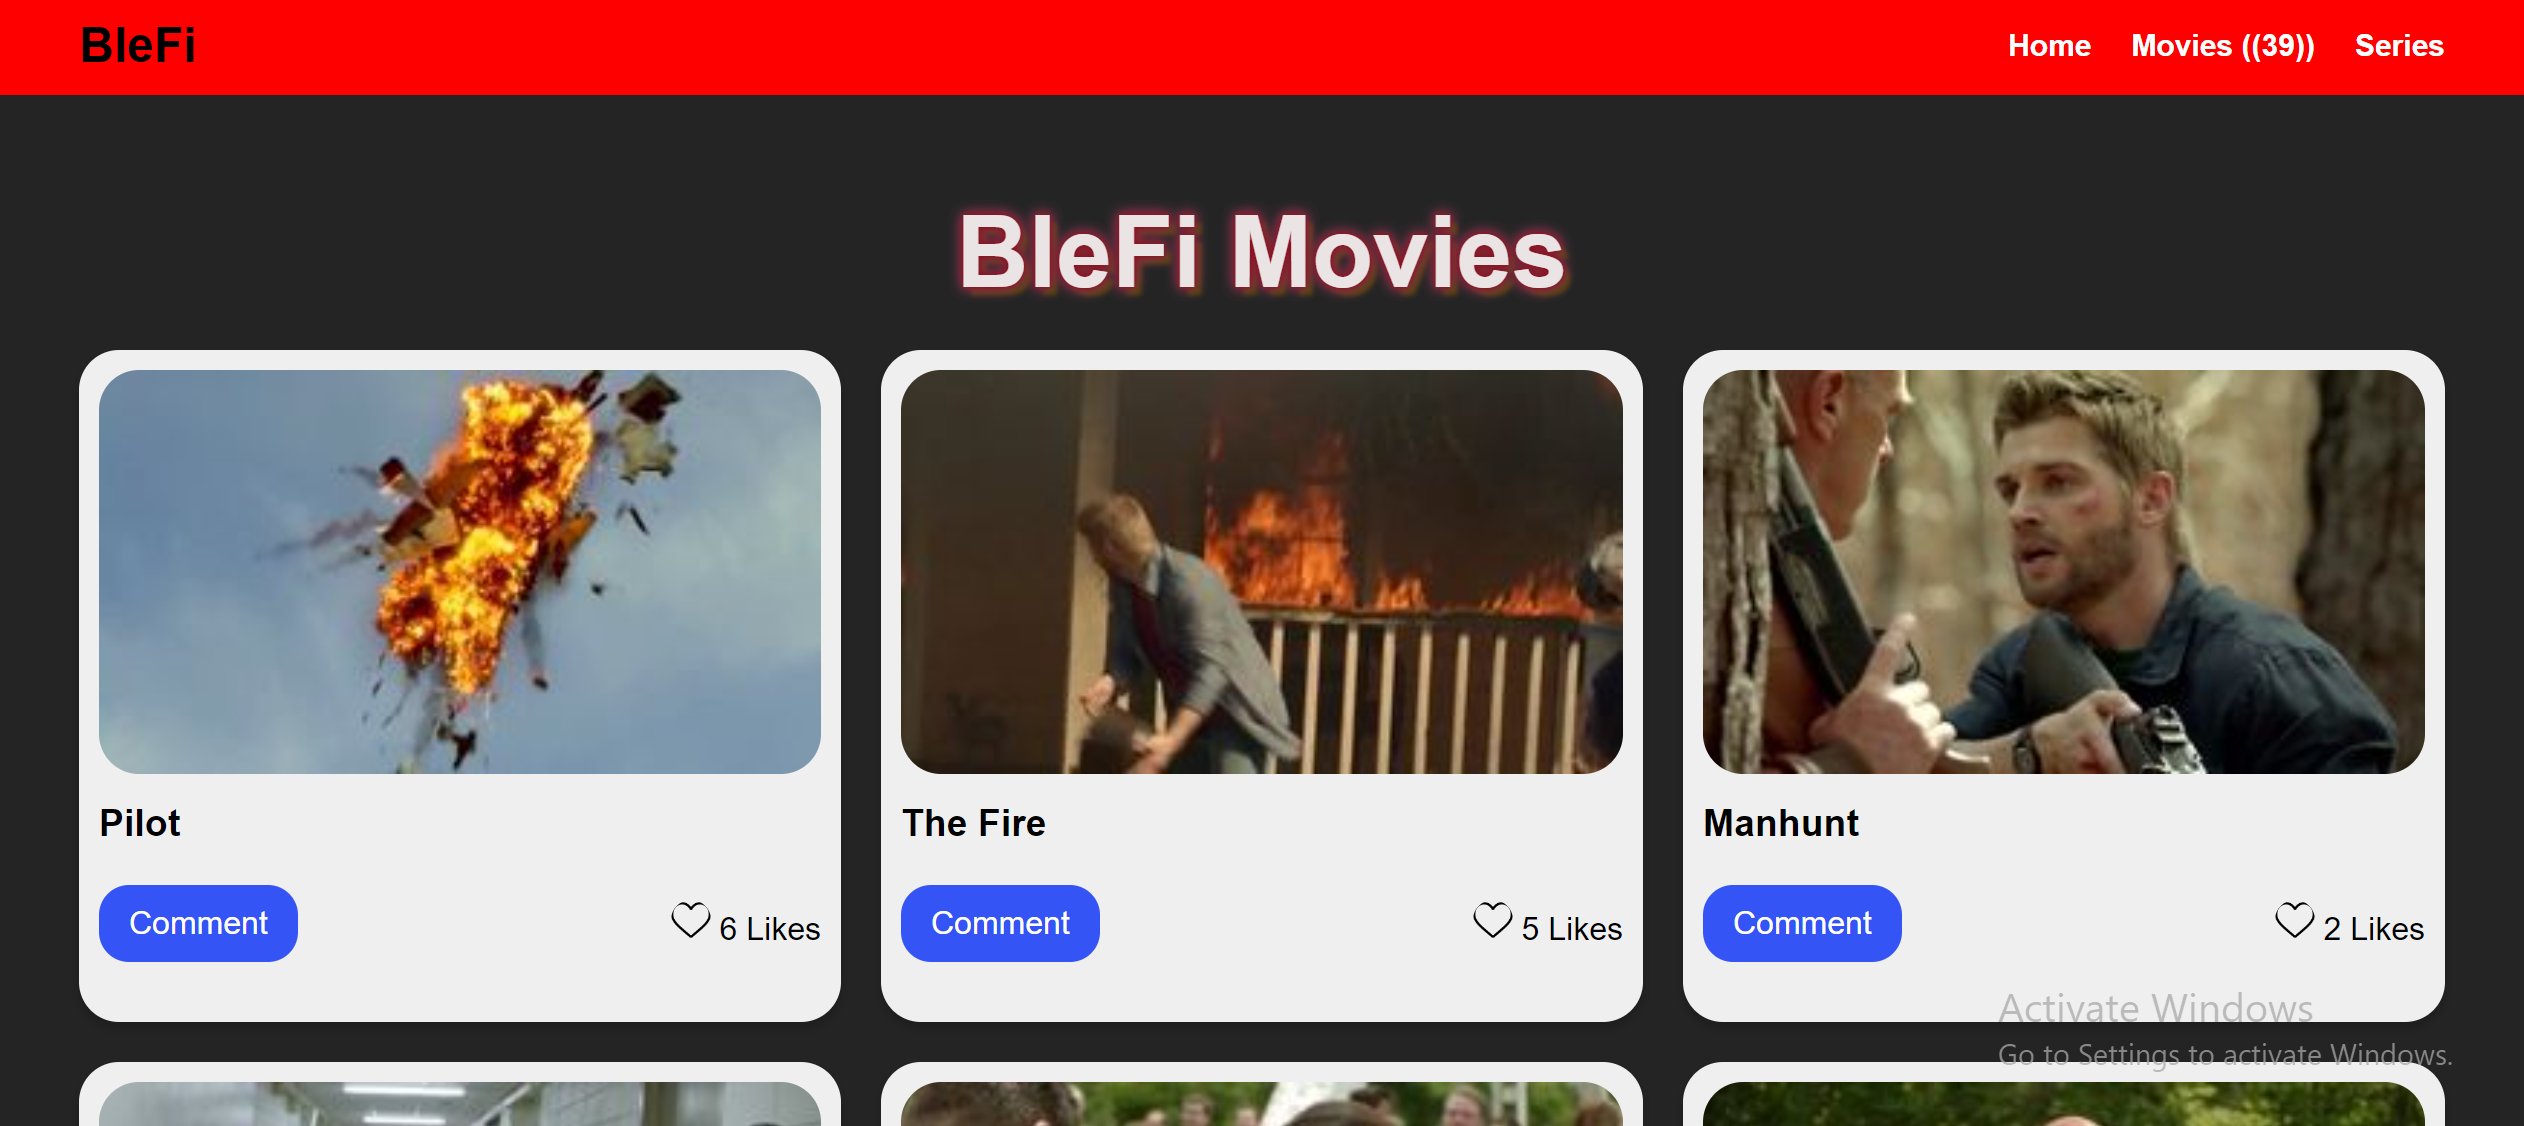 BleFi
Home Movies ((39)) Series
BleFi Movies
Pilot
The Fire
Manhunt
Comment
6 Likes
Comment
5 Likes
Comment
2 Likes
Activate Windows
Go to Settings to activate Windows.